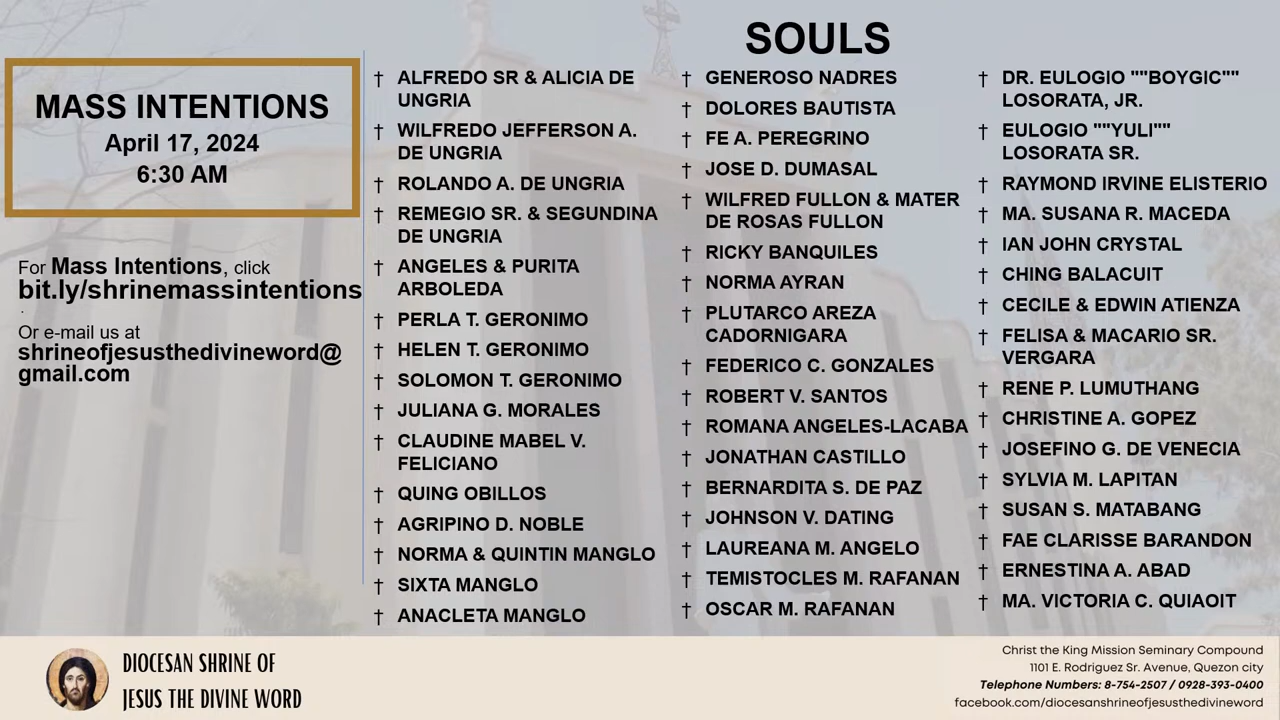 SOULS
MASS INTENTIONS
April 17, 2024
6:30 AM
For Mass Intentions, click
bit.ly/shrinemassintentions
.
Or e-mail us at
shrineofjesusthedivineword@
gmail.com
† ALFREDO SR & ALICIA DE
UNGRIA
† WILFREDO JEFFERSON A.
DE UNGRIA
† ROLANDO A. DE UNGRIA
† REMEGIO SR. & SEGUNDINA
DE UNGRIA
† ANGELES & PURITA
ARBOLEDA
† PERLA T. GERONIMO
† HELEN T. GERONIMO
† SOLOMON T. GERONIMO
† JULIANA G. MORALES
† CLAUDINE MABEL V.
FELICIANO
† QUING OBILLOS
† AGRIPINO D. NOBLE
† NORMA & QUINTIN MANGLO
† SIXTA MANGLO
† ANACLETA MANGLO
† GENEROSO NADRES
† DOLORES BAUTISTA
† FE A. PEREGRINO
† JOSE D. DUMASAL
† WILFRED FULLON & MATER
DE ROSAS FULLON
† RICKY BANQUILES
† NORMA AYRAN
† PLUTARCO AREZA
CADORNIGARA
† FEDERICO C. GONZALES
† ROBERT V. SANTOS
† ROMANA ANGELES-LACABA
† JONATHAN CASTILLO
† BERNARDITA S. DE PAZ
† JOHNSON V. DATING
† LAUREANA M. ANGELO
† TEMISTOCLES M. RAFANAN
† OSCAR M. RAFANAN
† DR. EULOGIO ""BOYGIC""
LOSORATA, JR.
† EULOGIO ""YULI""
LOSORATA SR.
† RAYMOND IRVINE ELISTERIO
† MA. SUSANA R. MACEDA
† IAN JOHN CRYSTAL
† CHING BALACUIT
† CECILE & EDWIN ATIENZA
† FELISA & MACARIO SR.
VERGARA
† RENE P. LUMUTHANG
† CHRISTINE A. GOPEZ
† JOSEFINO G. DE VENECIA
† SYLVIA M. LAPITAN
† SUSAN S. MATABANG
† FAE CLARISSE BARANDON
† ERNESTINA A. ABAD
† MA. VICTORIA C. QUIAOIT
DIOCESAN SHRINE OF
JESUS THE DIVINE WORD
Christ the King Mission Seminary Compound
1101 E. Rodriguez Sr. Avenue, Quezon city
Telephone Numbers: 8-754-2507 / 0928-393-0400
facebook.com/diocesanshrineofjesusthedivineword